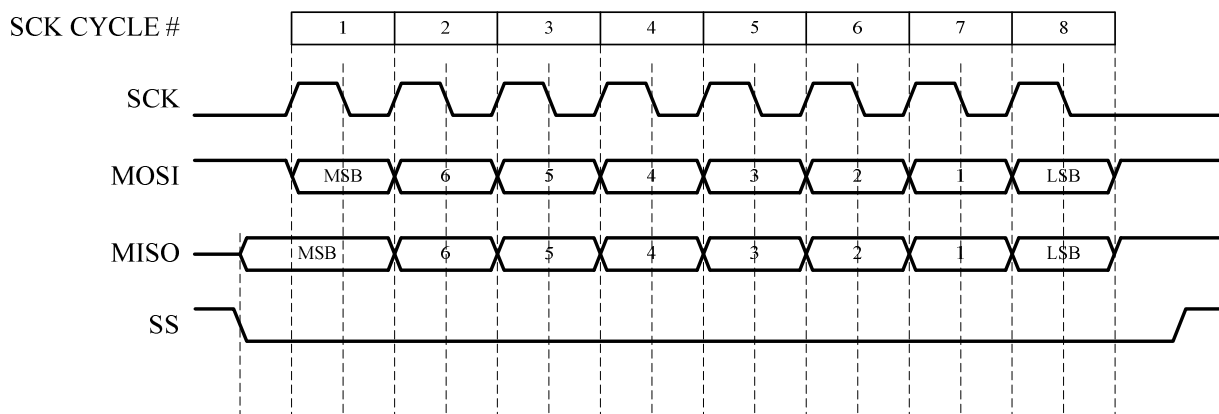 SCK CYCLE # 1 2 3 4 5 6 7 8
SCK
MOSI MSB 6 5 4 3 2 1 LSB
MISO MSB 6 5 4 3 2 1 LSB
SS